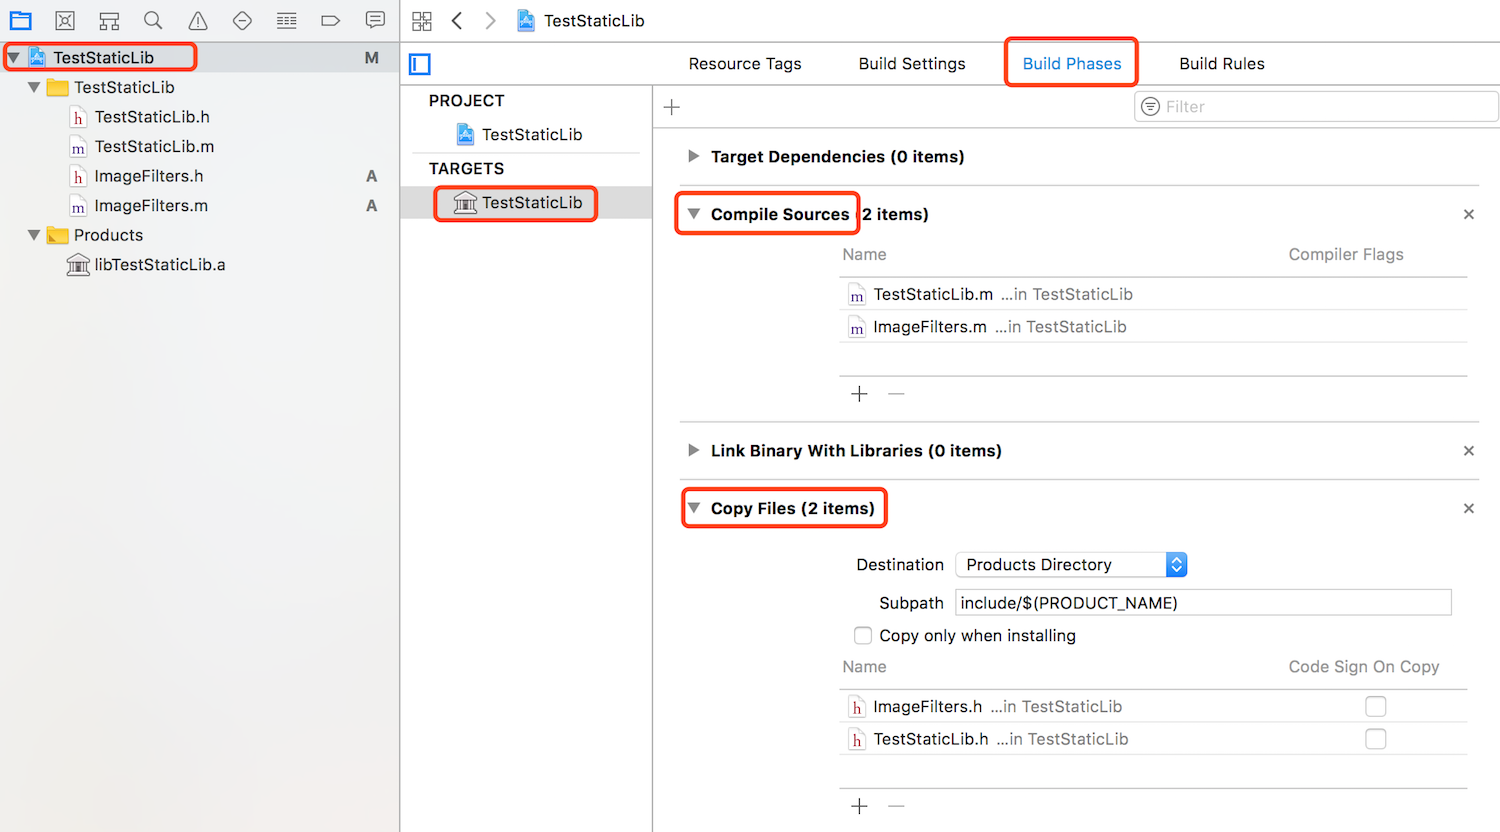 TestStaticLib
TestStaticLib M
TestStaticLib
h TestStaticLib.h
m TestStaticLib.m
h ImageFilters.h A
m ImageFilters.m A
Products
libTestStaticLib.a
Resource Tags Build Settings Build Phases Build Rules
PROJECT
TestStaticLib
TARGETS
TestStaticLib
Filter
Target Dependencies (0 items)
Compile Sources 2 items)
Name Compiler Flags
m TestStaticLib.m ...in TestStaticLib
m ImageFilters.m ...in TestStaticLib
Link Binary With Libraries (0 items)
Copy Files (2 items)
Destination Products Directory
Subpath include/$(PRODUCT_NAME)
Copy only when installing
Name Code Sign On Copy
h ImageFilters.h ...in TestStaticLib
h TestStaticLib.h ...in TestStaticLib